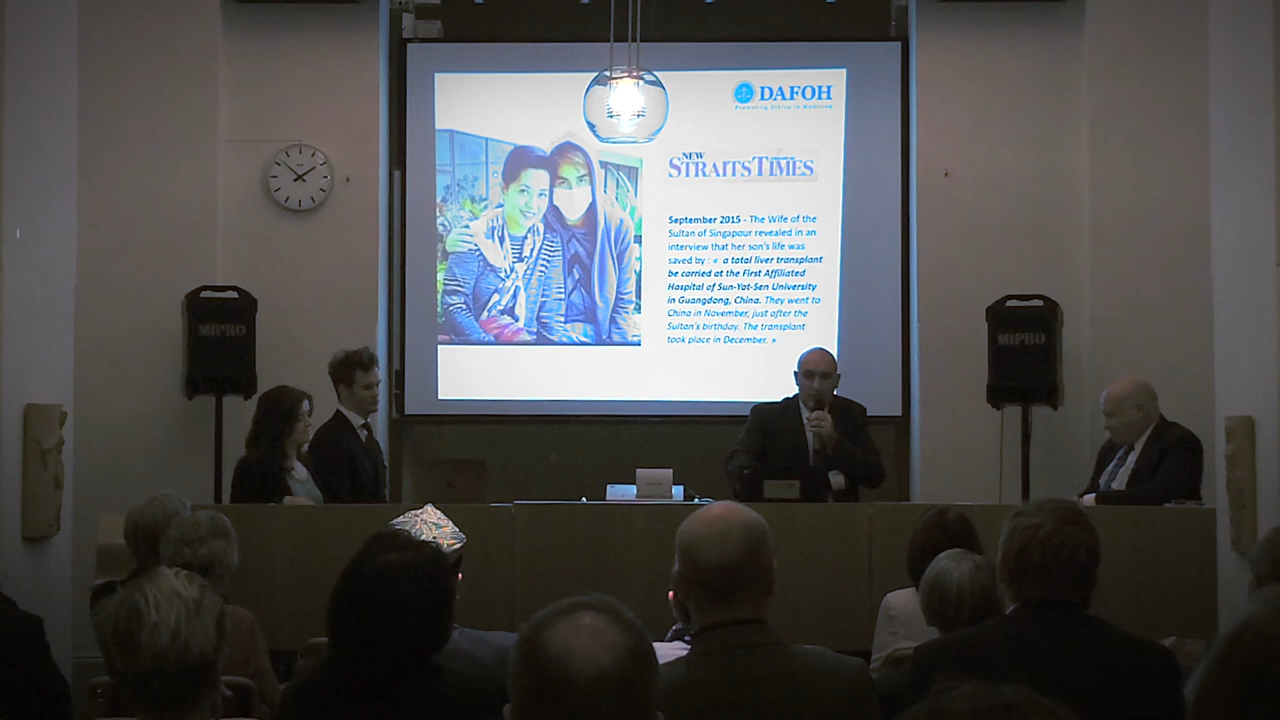 DAFOH
Promoting Ethics in Medicine
NEW
STRAITS TIMES
September 2015 - The Wife of the
Sultan of Singapour revealed in an
interview that her son's life was
saved by : « a total liver transplant
be carried at the First Affiliated
Hospital of Sun-Yat-Sen University
in Guangdong, China. They went to
China in November, just after the
Sultan's birthday. The transplant
took place in December. »
MIPRO
MIPRO